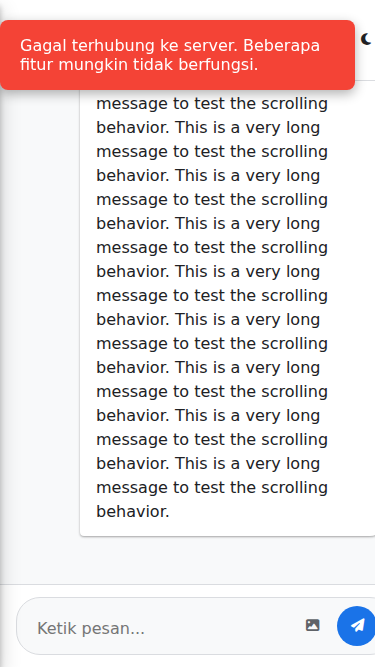 Gagal terhubung ke server. Beberapa
fitur mungkin tidak berfungsi.
message to test the scrolling
behavior. This is a very long
message to test the scrolling
behavior. This is a very long
message to test the scrolling
behavior. This is a very long
message to test the scrolling
behavior. This is a very long
message to test the scrolling
behavior. This is a very long
message to test the scrolling
behavior. This is a very long
message to test the scrolling
behavior. This is a very long
message to test the scrolling
behavior. This is a very long
message to test the scrolling
behavior.
Ketik pesan...